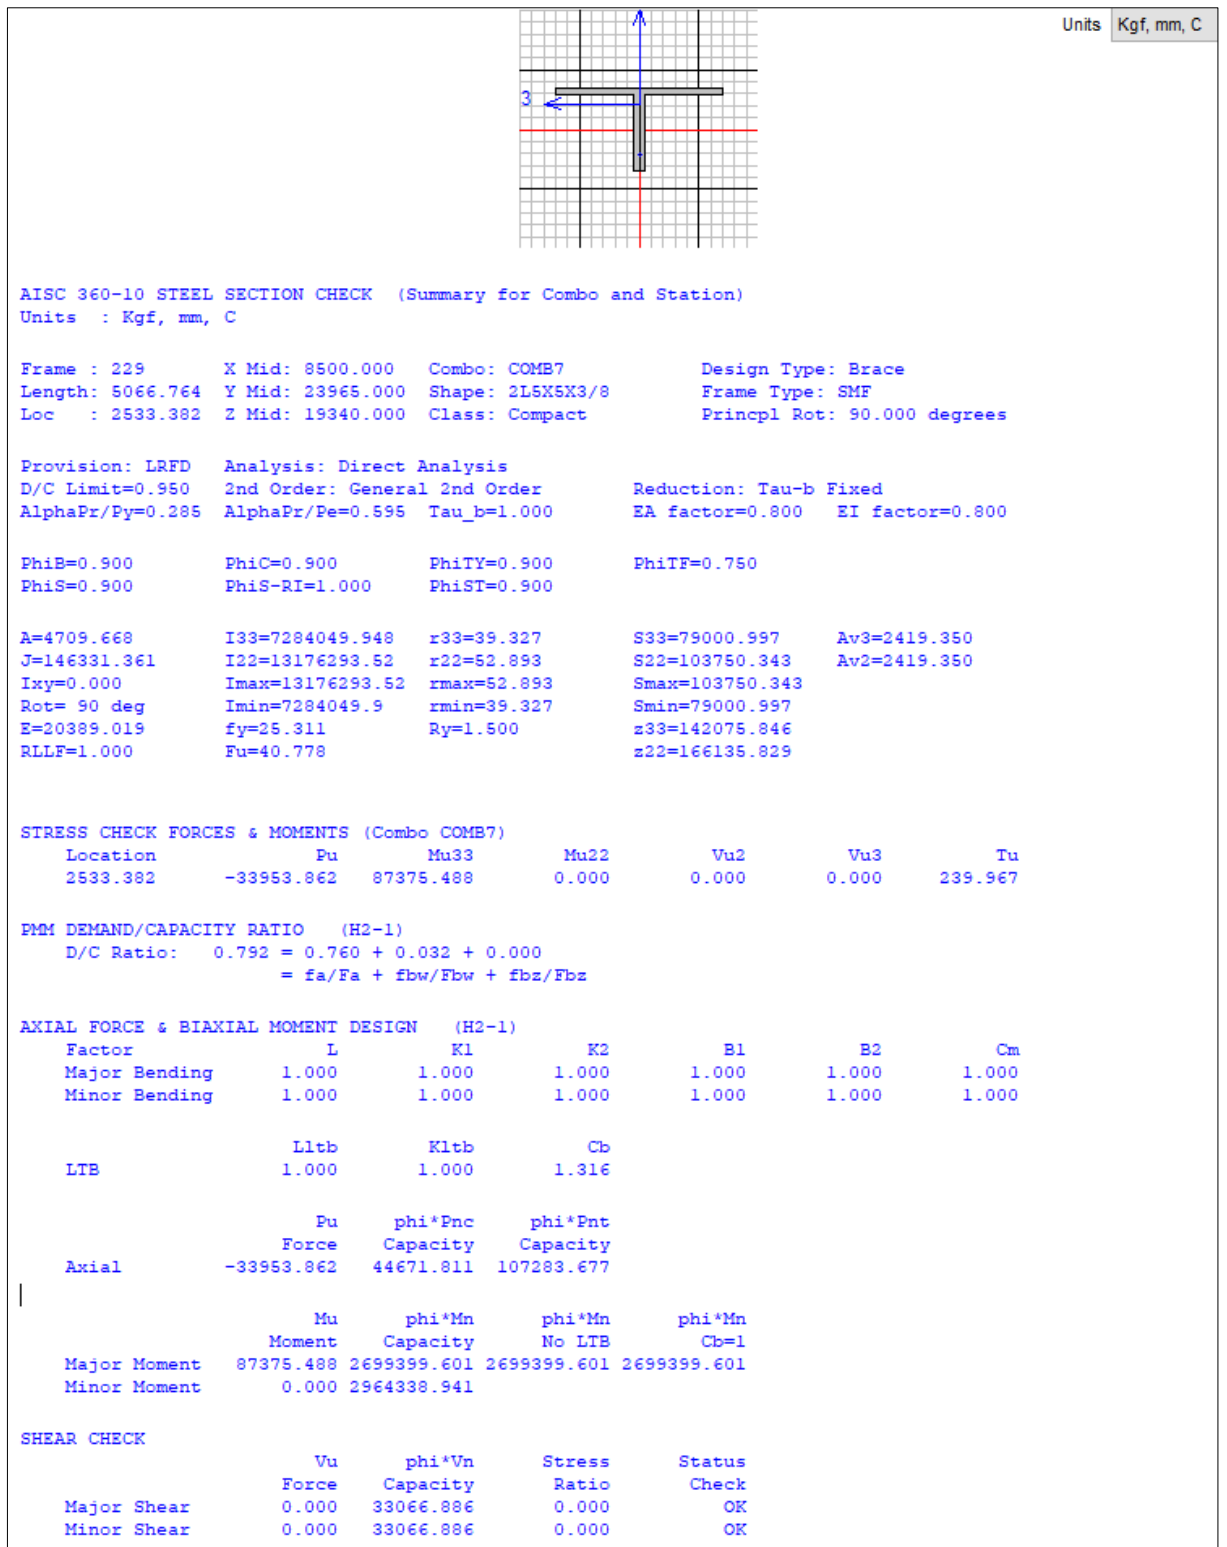 Units Kgf, mm, C
3
AISC 360-10 STEEL SECTION CHECK (Summary for Combo and Station)
Units : Kgf, mm, C
Frame : 229 X Mid: 8500.000 Combo: COMB7 Design Type: Brace
Length: 5066.764 Y Mid: 23965.000 Shape: 2L5X5X3/8 Frame Type: SMF
Loc : 2533.382 Z Mid: 19340.000 Class: Compact Princpl Rot: 90.000 degrees
Provision: LRFD Analysis: Direct Analysis
D/C Limit=0.950 2nd Order: General 2nd Order Reduction: Tau-b Fixed
AlphaPr/Py=0.285 AlphaPr/Pe=0.595 Tau_b=1.000 EA factor=0.800 EI factor=0.800
PhiB=0.900 PhiC=0.900 PhiTY=0.900 PhiTF=0.750
PhiS=0.900 PhiS-RI=1.000 PhiST=0.900
A=4709.668 I33=7284049.948 r33=39.327 S33=79000.997 Av3=2419.350
J=146331.361 I22=13176293.52 r22=52.893 S22=103750.343 Av2=2419.350
Ixy=0.000 Imax=13176293.52 rmax=52.893 Smax=103750.343
Rot= 90 deg Imin=7284049.9 rmin=39.327 Smin=79000.997
E=20389.019 fy=25.311 Ry=1.500 z33=142075.846
RLLF=1.000 Fu=40.778 z22=166135.829
STRESS CHECK FORCES & MOMENTS (Combo COMB7)
Location Pu Mu33 Mu22 Vu2 Vu3 Tu
2533.382 -33953.862 87375.488 0.000 0.000 0.000 239.967
PMM DEMAND/CAPACITY RATIO (H2-1)
D/C Ratio: 0.792 = 0.760 + 0.032 + 0.000
= fa/Fa + fbw/Fbw + fbz/Fbz
AXIAL FORCE & BIAXIAL MOMENT DESIGN (H2-1)
Factor L K1 K2 B1 B2 Cm
Major Bending 1.000 1.000 1.000 1.000 1.000 1.000
Minor Bending 1.000 1.000 1.000 1.000 1.000 1.000
Lltb Kltb Cb
LTB 1.000 1.000 1.316
Pu phi*Pnc phi*Pnt
Force Capacity Capacity
Axial -33953.862 44671.811 107283.677
Mu phi*Mn phi*Mn phi*Mn
Moment Capacity No LTB Cb=1
Major Moment 87375.488 2699399.601 2699399.601 2699399.601
Minor Moment 0.000 2964338.941
SHEAR CHECK
Vu phi*Vn Stress Status
Force Capacity Ratio Check
Major Shear 0.000 33066.886 0.000 OK
Minor Shear 0.000 33066.886 0.000 OK